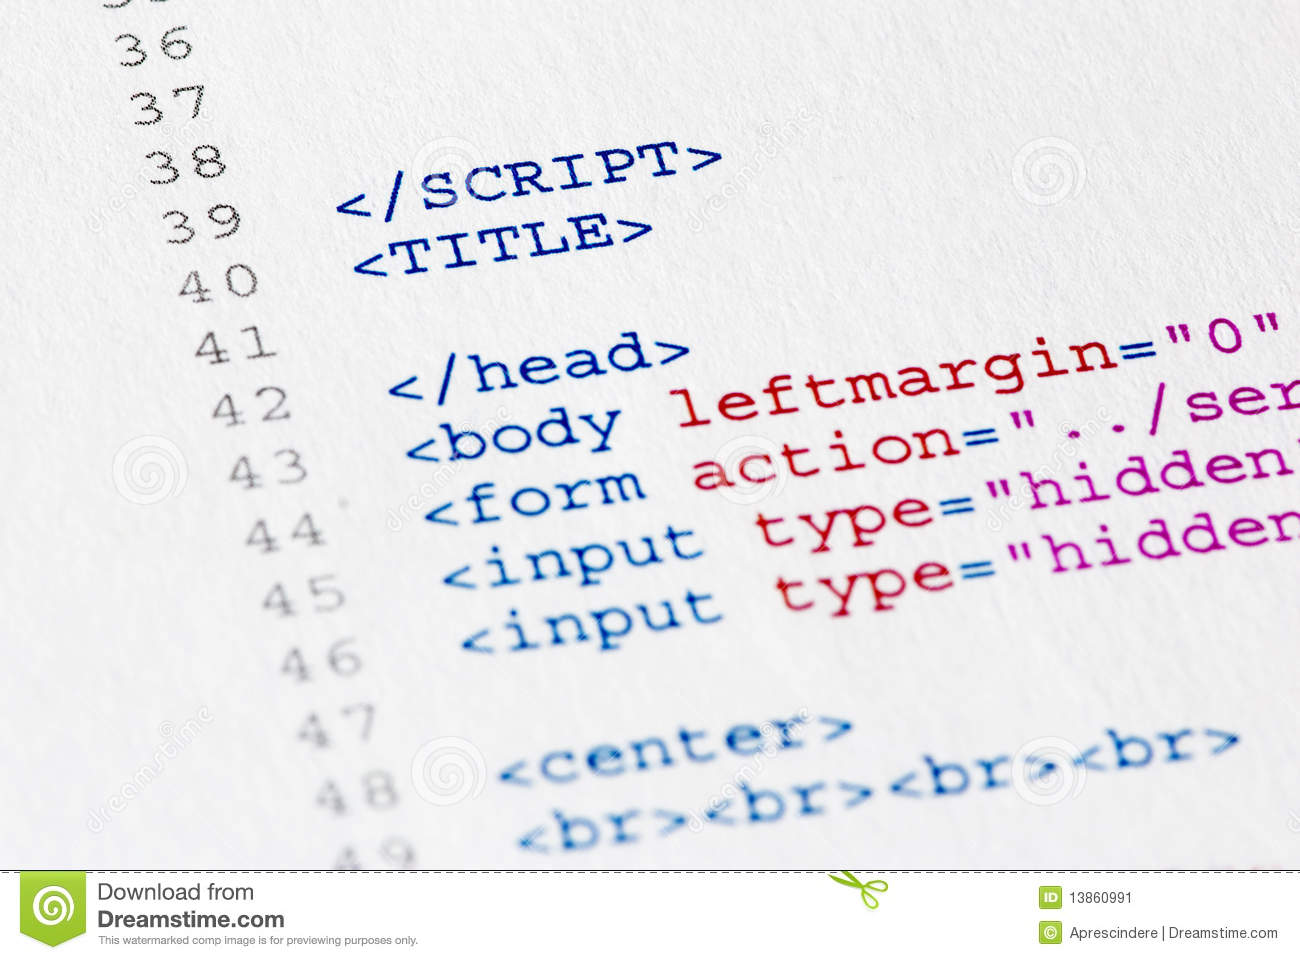 36
37
38 </SCRIPT>
39 <TITLE>
40
41 </head>
42 <body leftmargin="0"
43 <form action="../ser
44 <input type="hidden"
45 <input type="hidden
46
47 <center>
48 <br><br><br><br>
49
Download from
Dreamstime.com
This watermarked comp image is for previewing purposes only.
ID 13860991
© Aprescindere | Dreamstime.com